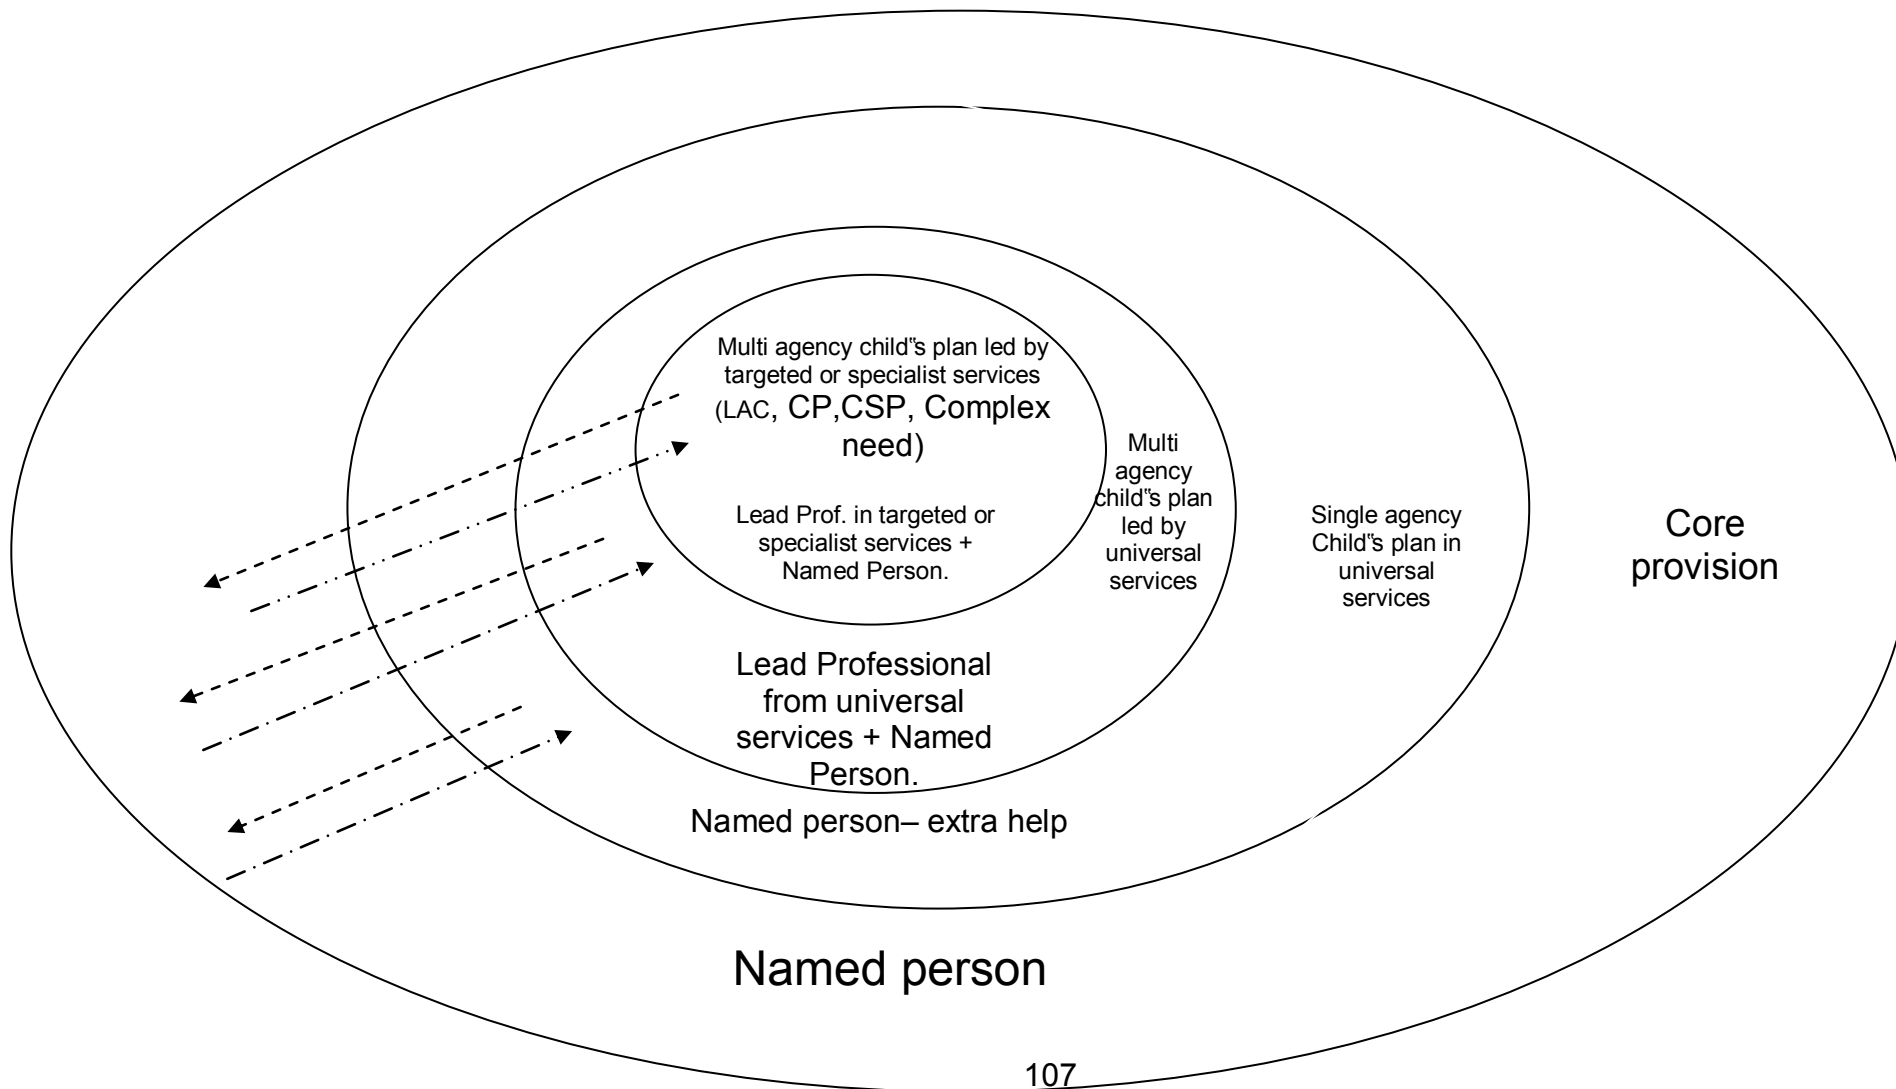 Multi agency child‟s plan led by
targeted or specialist services
(LAC, CP,CSP, Complex
need)
Lead Prof. in targeted or
specialist services +
Named Person.
Multi
agency
child‟s plan
led by
universal
services
Single agency
Child‟s plan in
universal
services
Core
provision
Lead Professional
from universal
services + Named
Person.
Named person– extra help
Named person
107